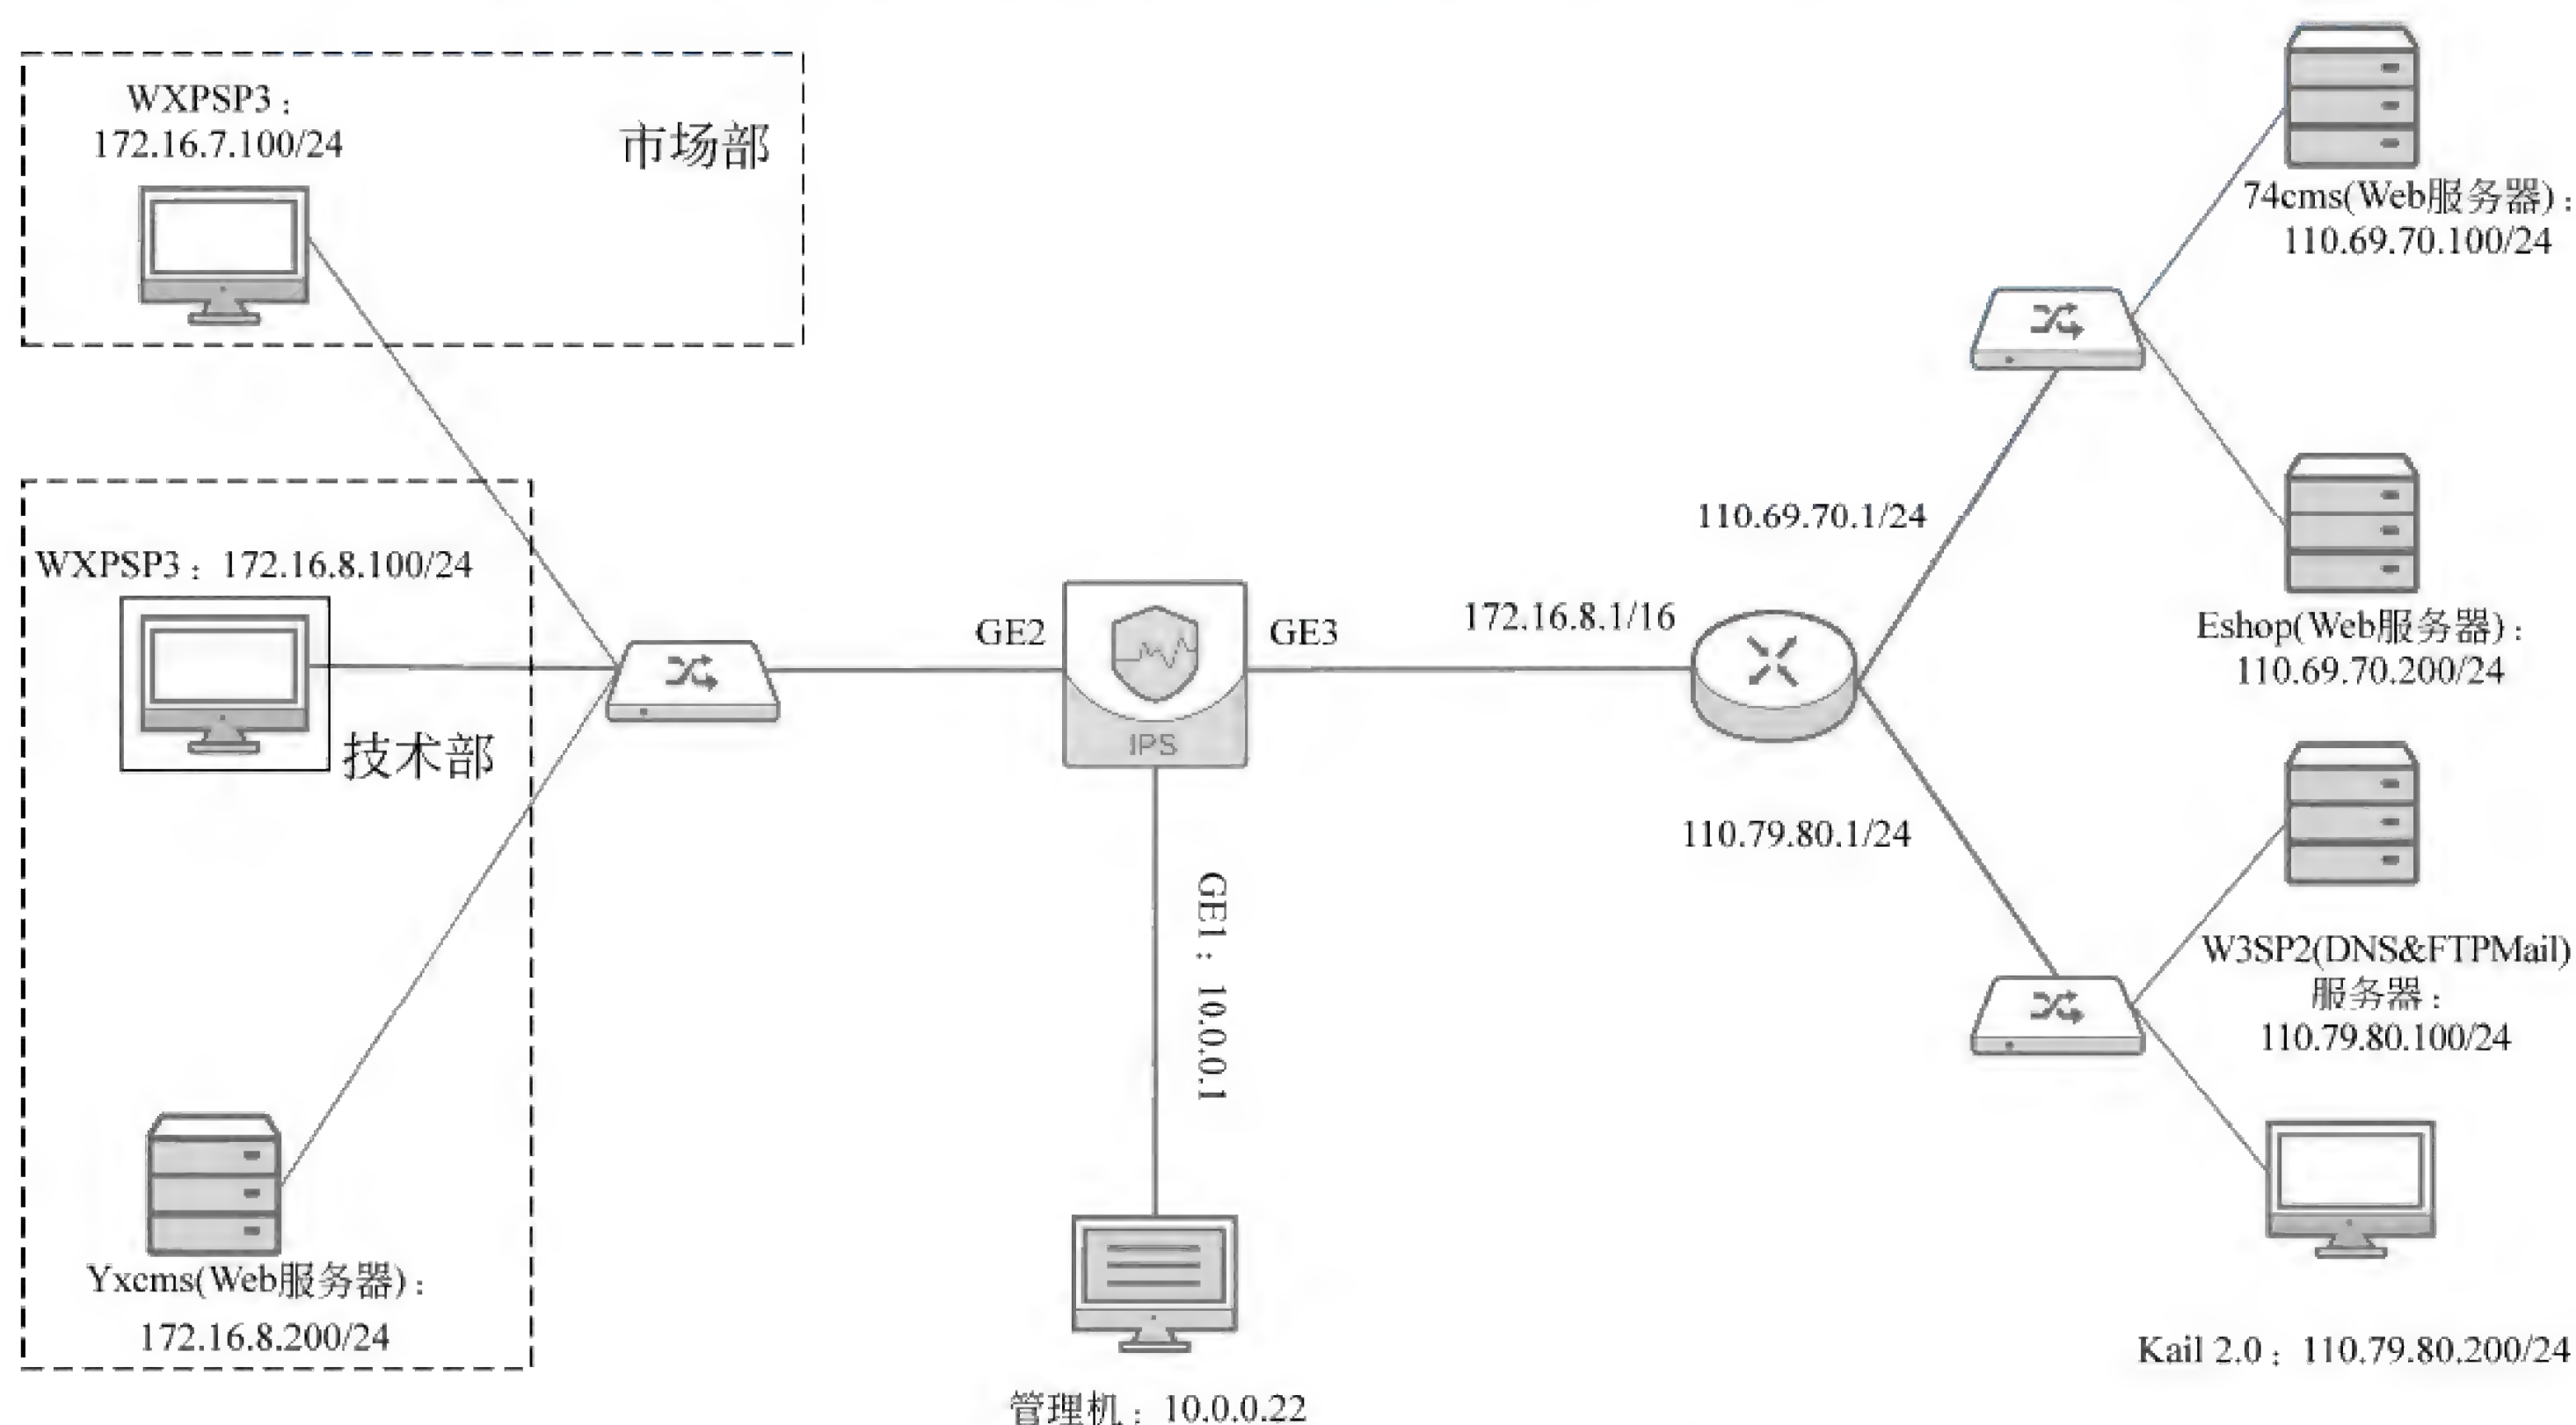 WXPSP3：
172.16.7.100/24
市场部
WXPSP3：172.16.8.100/24
技术部
Yxcms(Web服务器)：
172.16.8.200/24
GE2
IPS
GE3
GE1：10.0.0.1
管理机：10.0.0.22
172.16.8.1/16
110.69.70.1/24
110.79.80.1/24
74cms(Web服务器)：
110.69.70.100/24
Eshop(Web服务器)：
110.69.70.200/24
W3SP2(DNS&FTPMail)
服务器：
110.79.80.100/24
Kail 2.0：110.79.80.200/24